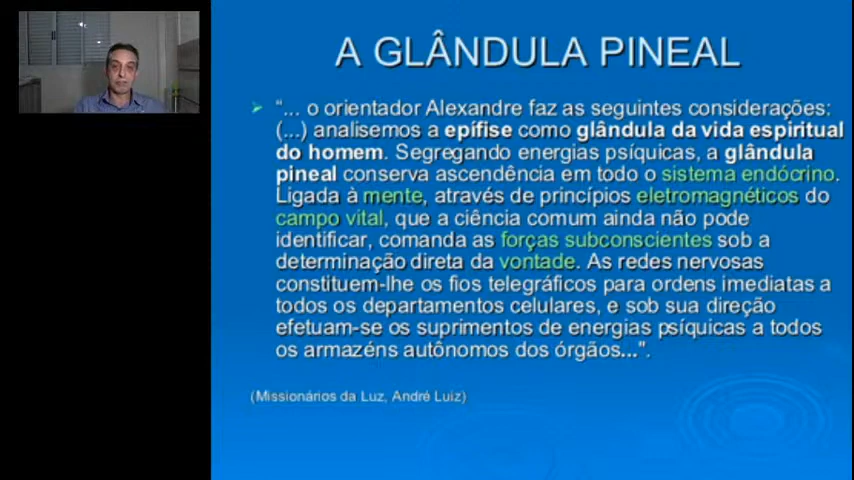 A GLÂNDULA PINEAL
"... o orientador Alexandre faz as seguintes considerações:
(...) analisemos a epífise como glândula da vida espiritual
do homem. Segregando energias psíquicas, a glândula
pineal conserva ascendência em todo o sistema endócrino.
Ligada à mente, através de princípios eletromagnéticos do
campo vital, que a ciência comum ainda não pode
identificar, comanda as forças subconscientes sob a
determinação direta da vontade. As redes nervosas
constituem-lhe os fios telegráficos para ordens imediatas a
todos os departamentos celulares, e sob sua direção
efetuam-se os suprimentos de energias psíquicas a todos
os armazéns autônomos dos órgãos...".
(Missionários da Luz, André Luiz)